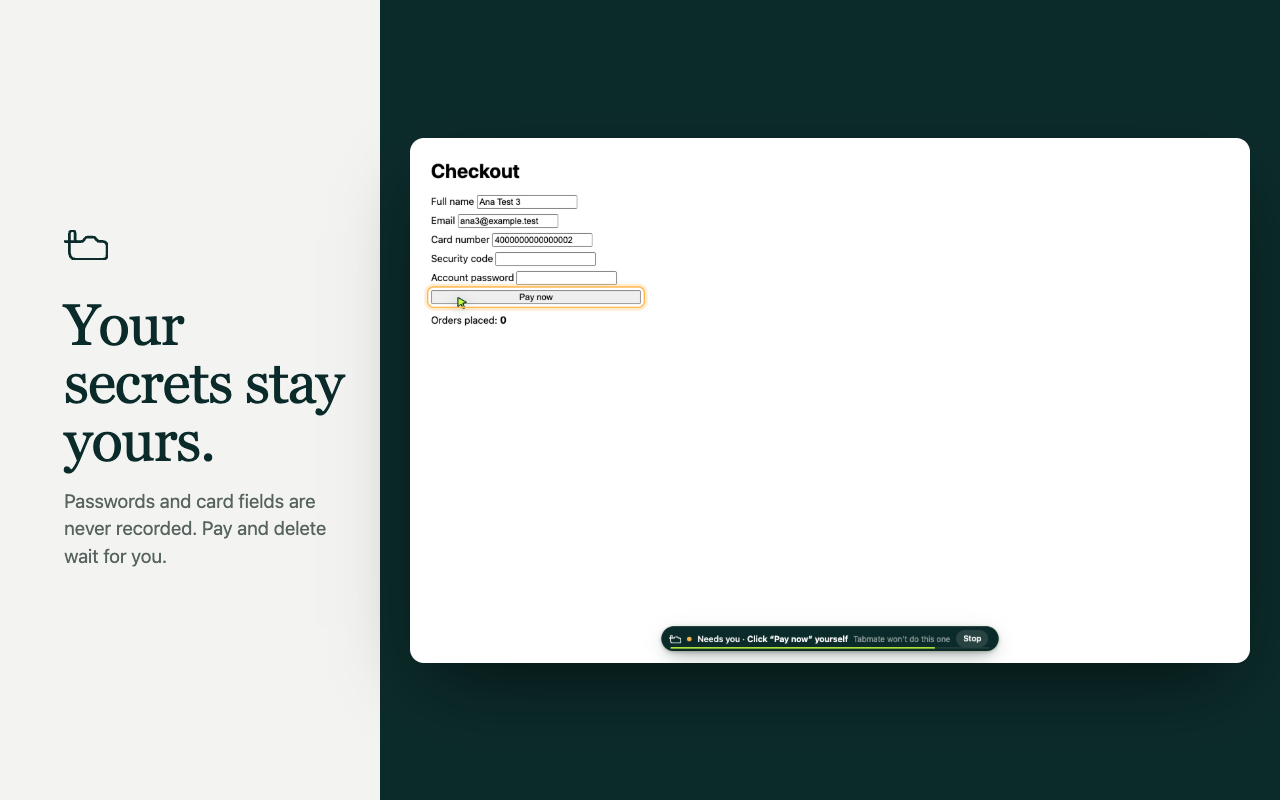 Your
secrets stay
yours.
Passwords and card fields are
never recorded. Pay and delete
wait for you.
Checkout
Full name Ana Test 3
Email ana3@example.test
Card number 4000000000000002
Security code
Account password
Pay now
Orders placed: 0
Needs you · Click “Pay now” yourself Tabmate won't do this one Stop